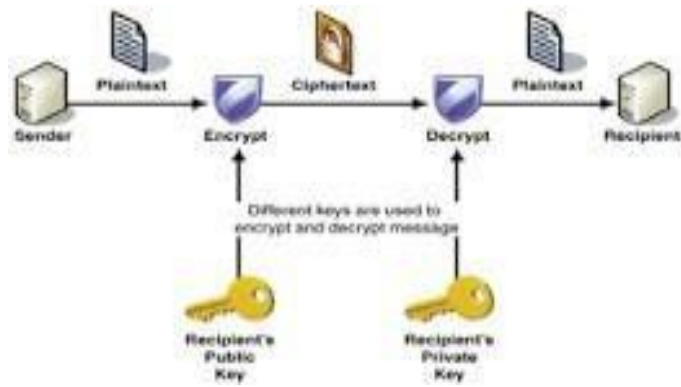 Plaintext
Ciphertext
Plaintext
Sender
Encrypt
Decrypt
Recipient
Different keys are used to
encrypt and decrypt message
Recipient's
Public
Key
Recipient's
Private
Key